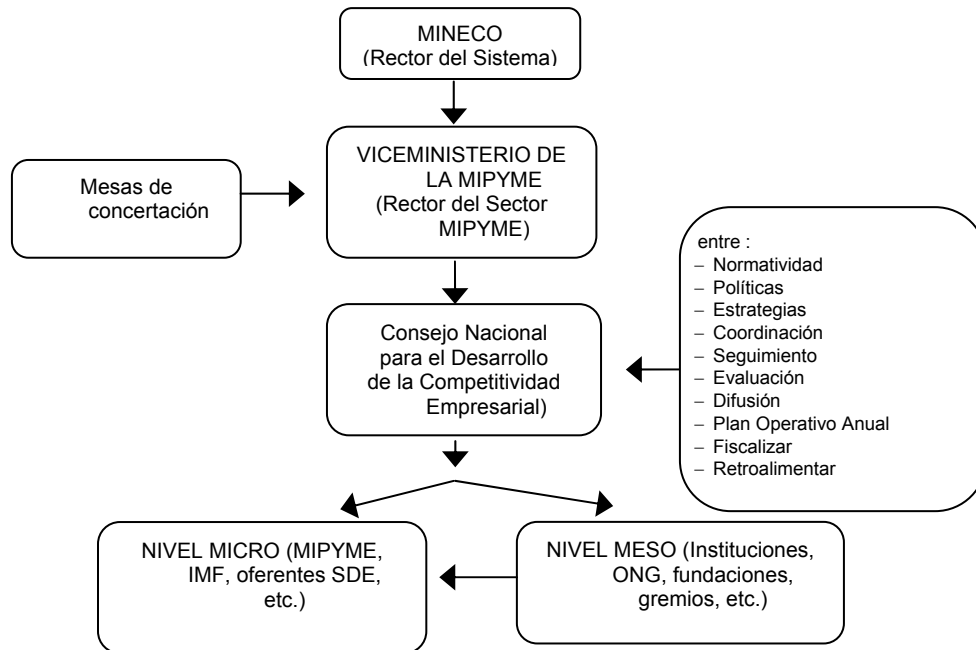 MINECO
(Rector del Sistema)
VICEMINISTERIO DE
LA MIPYME
(Rector del Sector
MIPYME)
Mesas de
concertación
entre :
– Normatividad
– Políticas
– Estrategias
– Coordinación
– Seguimiento
– Evaluación
– Difusión
– Plan Operativo Anual
– Fiscalizar
– Retroalimentar
Consejo Nacional
para el Desarrollo
de la Competitividad
Empresarial)
NIVEL MICRO (MIPYME,
IMF, oferentes SDE,
etc.)
NIVEL MESO (Instituciones,
ONG, fundaciones,
gremios, etc.)